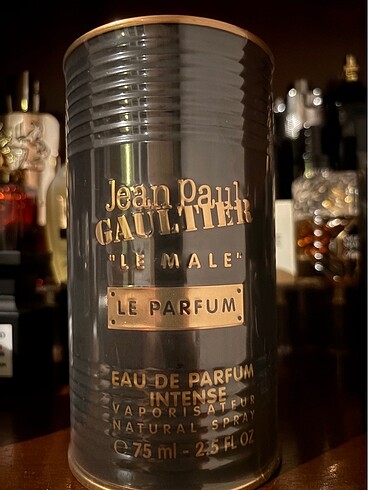 Jean Paul
GAULTIER
"LE MALE"
LE PARFUM
EAU DE PARFUM
INTENSE
VAPORISATEUR
NATURAL SPRAY
℮ 75 ml - 2.5 FL OZ